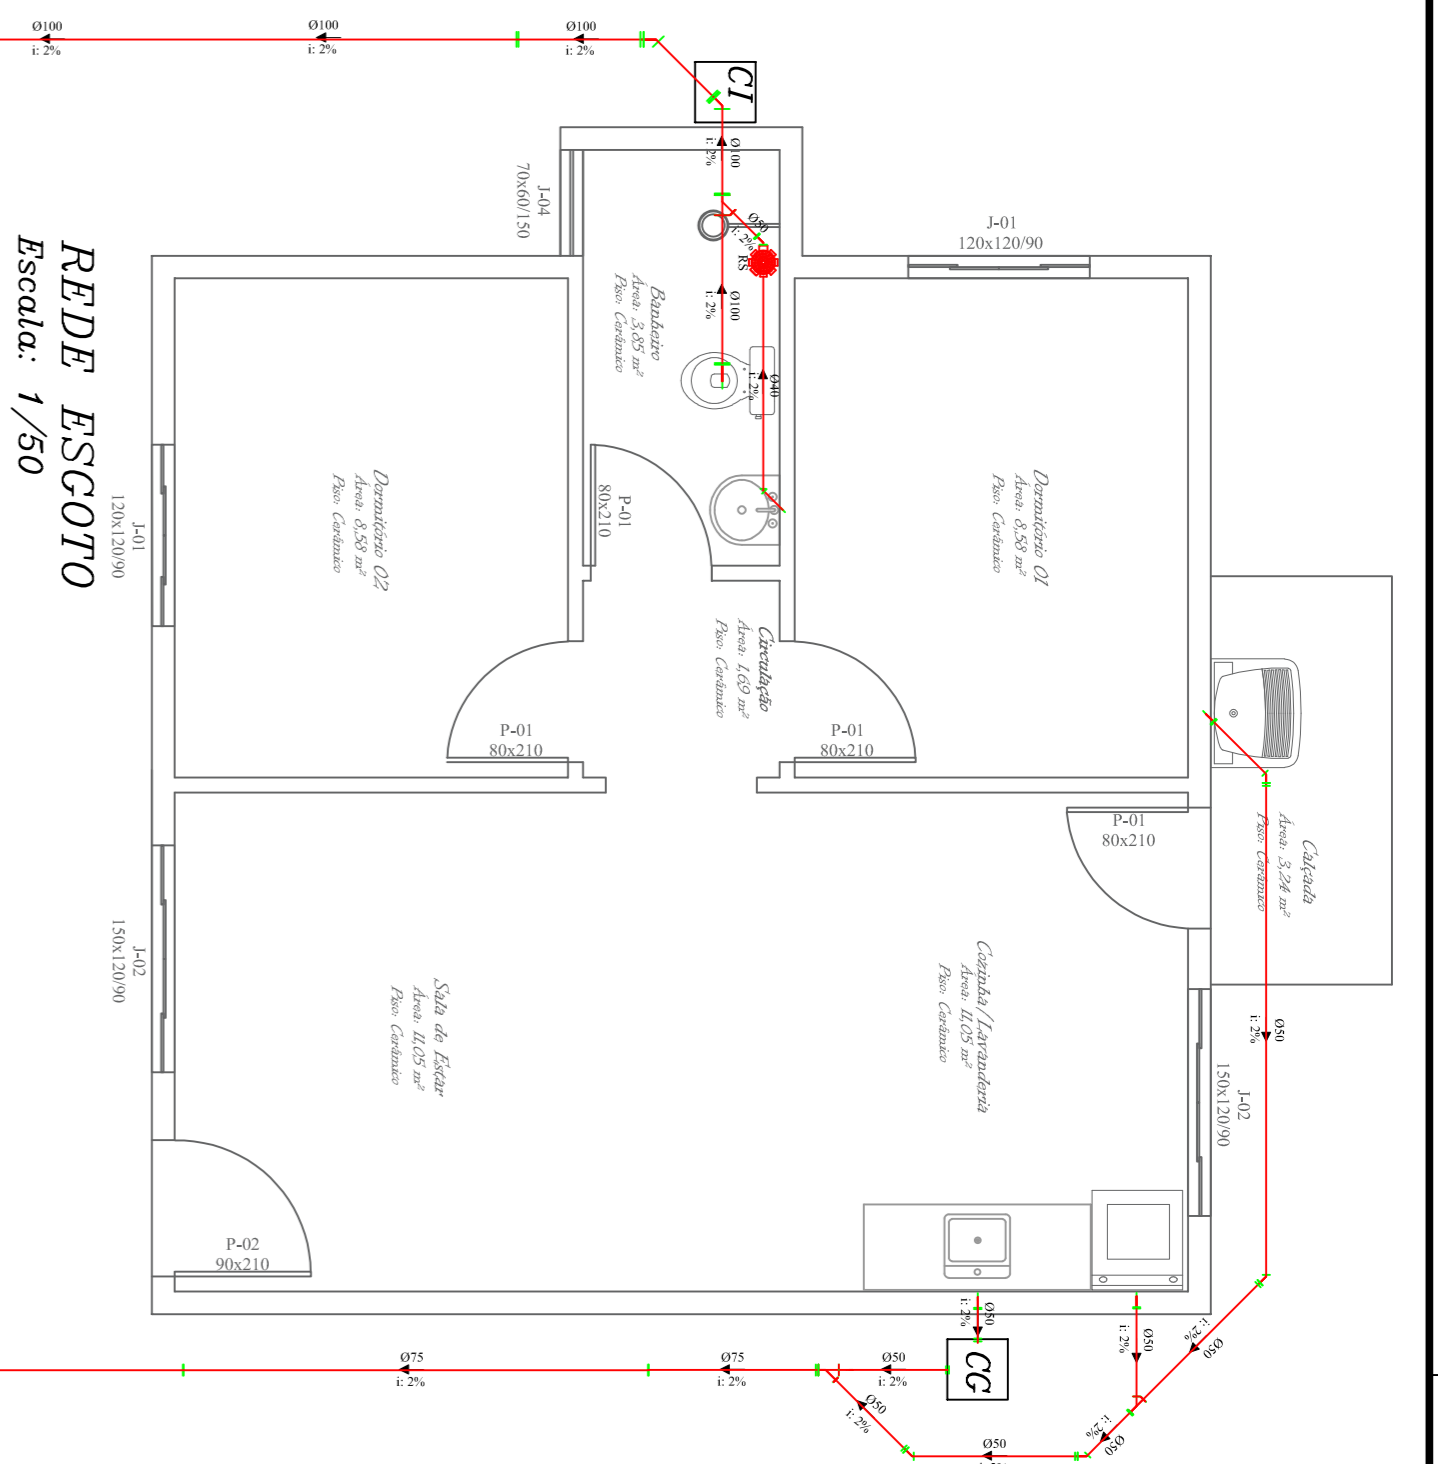 Ø100
i: 2%
Ø100
i: 2%
Ø100
i: 2%
CI
Ø100
i: 2%
J-04
70x60/150
Ø50
i: 2%
RS
J-01
120x120/90
REDE ESGOTO
Escala: 1/50
Banheiro
Área: 3,85 m²
Piso: Cerâmico
Ø100
i: 2%
Ø40
i: 2%
J-01
120x120/90
Dormitório 02
Área: 8,58 m²
Piso: Cerâmico
P-01
80x210
Dormitório 01
Área: 8,58 m²
Piso: Cerâmico
Circulação
Área: 1,69 m²
Piso: Cerâmico
P-01
80x210
P-01
80x210
P-01
80x210
Calçada
Área: 3,24 m²
Piso: Cerâmico
J-02
150x120/90
Sala de Estar
Área: 11,05 m²
Piso: Cerâmico
Cozinha/Lavanderia
Área: 11,05 m²
Piso: Cerâmico
Ø50
i: 2%
J-02
150x120/90
P-02
90x210
Ø50
i: 2%
CG
Ø50
i: 2%
Ø50
i: 2%
Ø75
i: 2%
Ø75
i: 2%
Ø50
i: 2%
Ø50
i: 2%
Ø50
i: 2%
Ø50